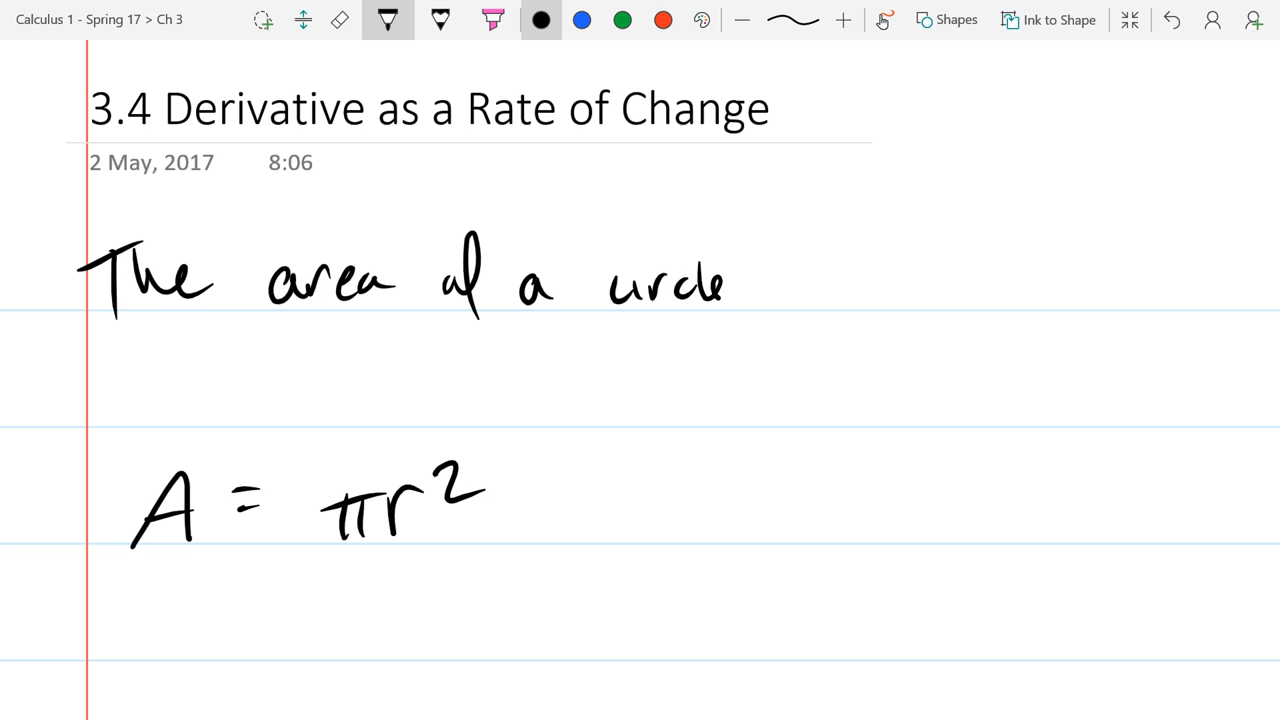 Calculus 1 - Spring 17 > Ch 3
Shapes
Ink to Shape
3.4 Derivative as a Rate of Change
2 May, 2017 8:06
The area of a circle
A = πr²